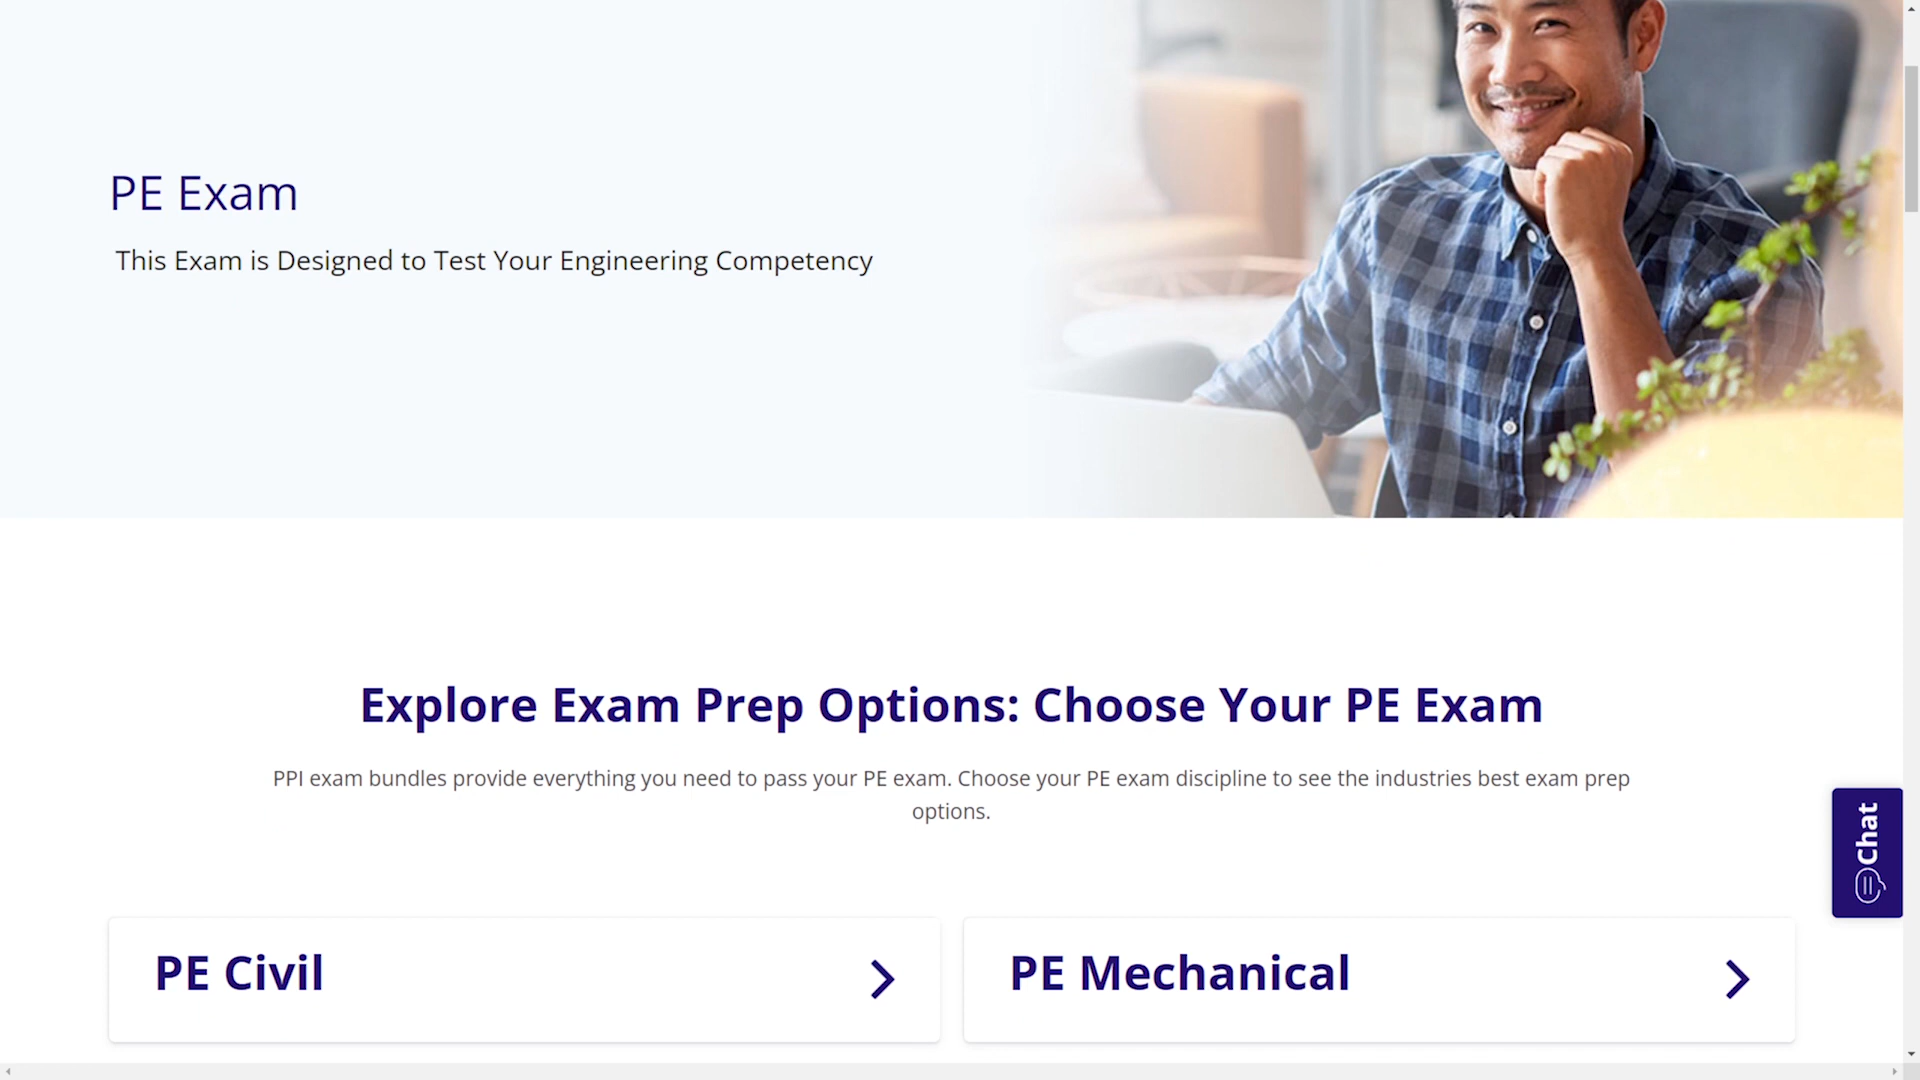 PE Exam
This Exam is Designed to Test Your Engineering Competency
Explore Exam Prep Options: Choose Your PE Exam
PPI exam bundles provide everything you need to pass your PE exam. Choose your PE exam discipline to see the industries best exam prep
options.
Chat
PE Civil
PE Mechanical